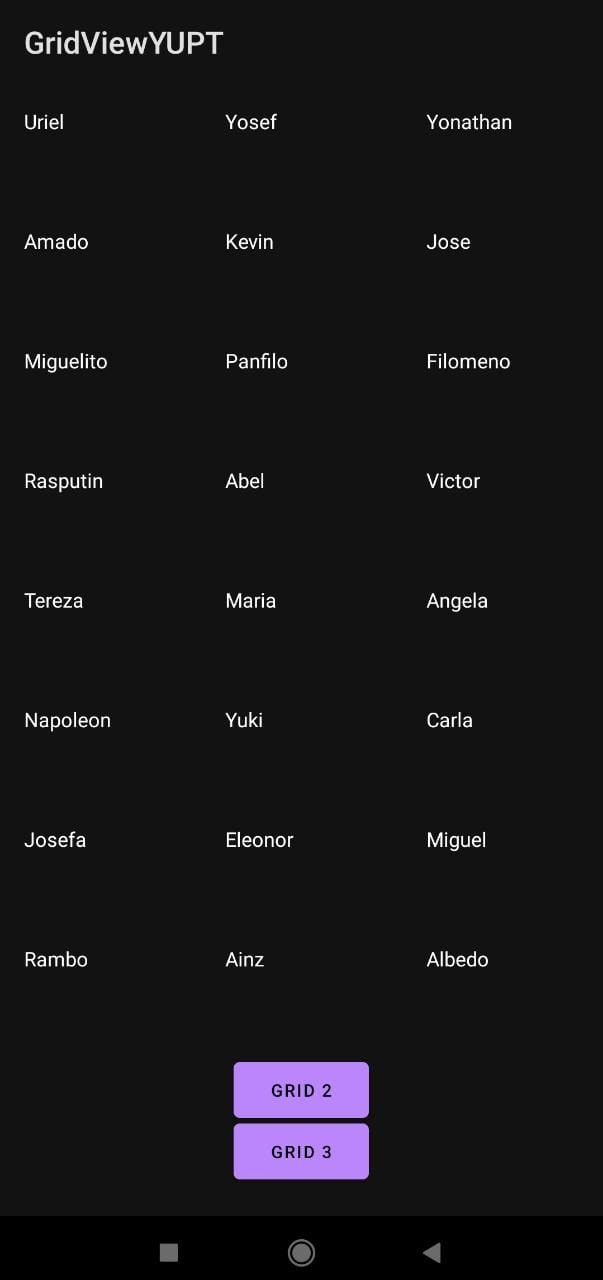 GridViewYUPT
Uriel Yosef Yonathan
Amado Kevin Jose
Miguelito Panfilo Filomeno
Rasputin Abel Victor
Tereza Maria Angela
Napoleon Yuki Carla
Josefa Eleonor Miguel
Rambo Ainz Albedo
GRID 2
GRID 3